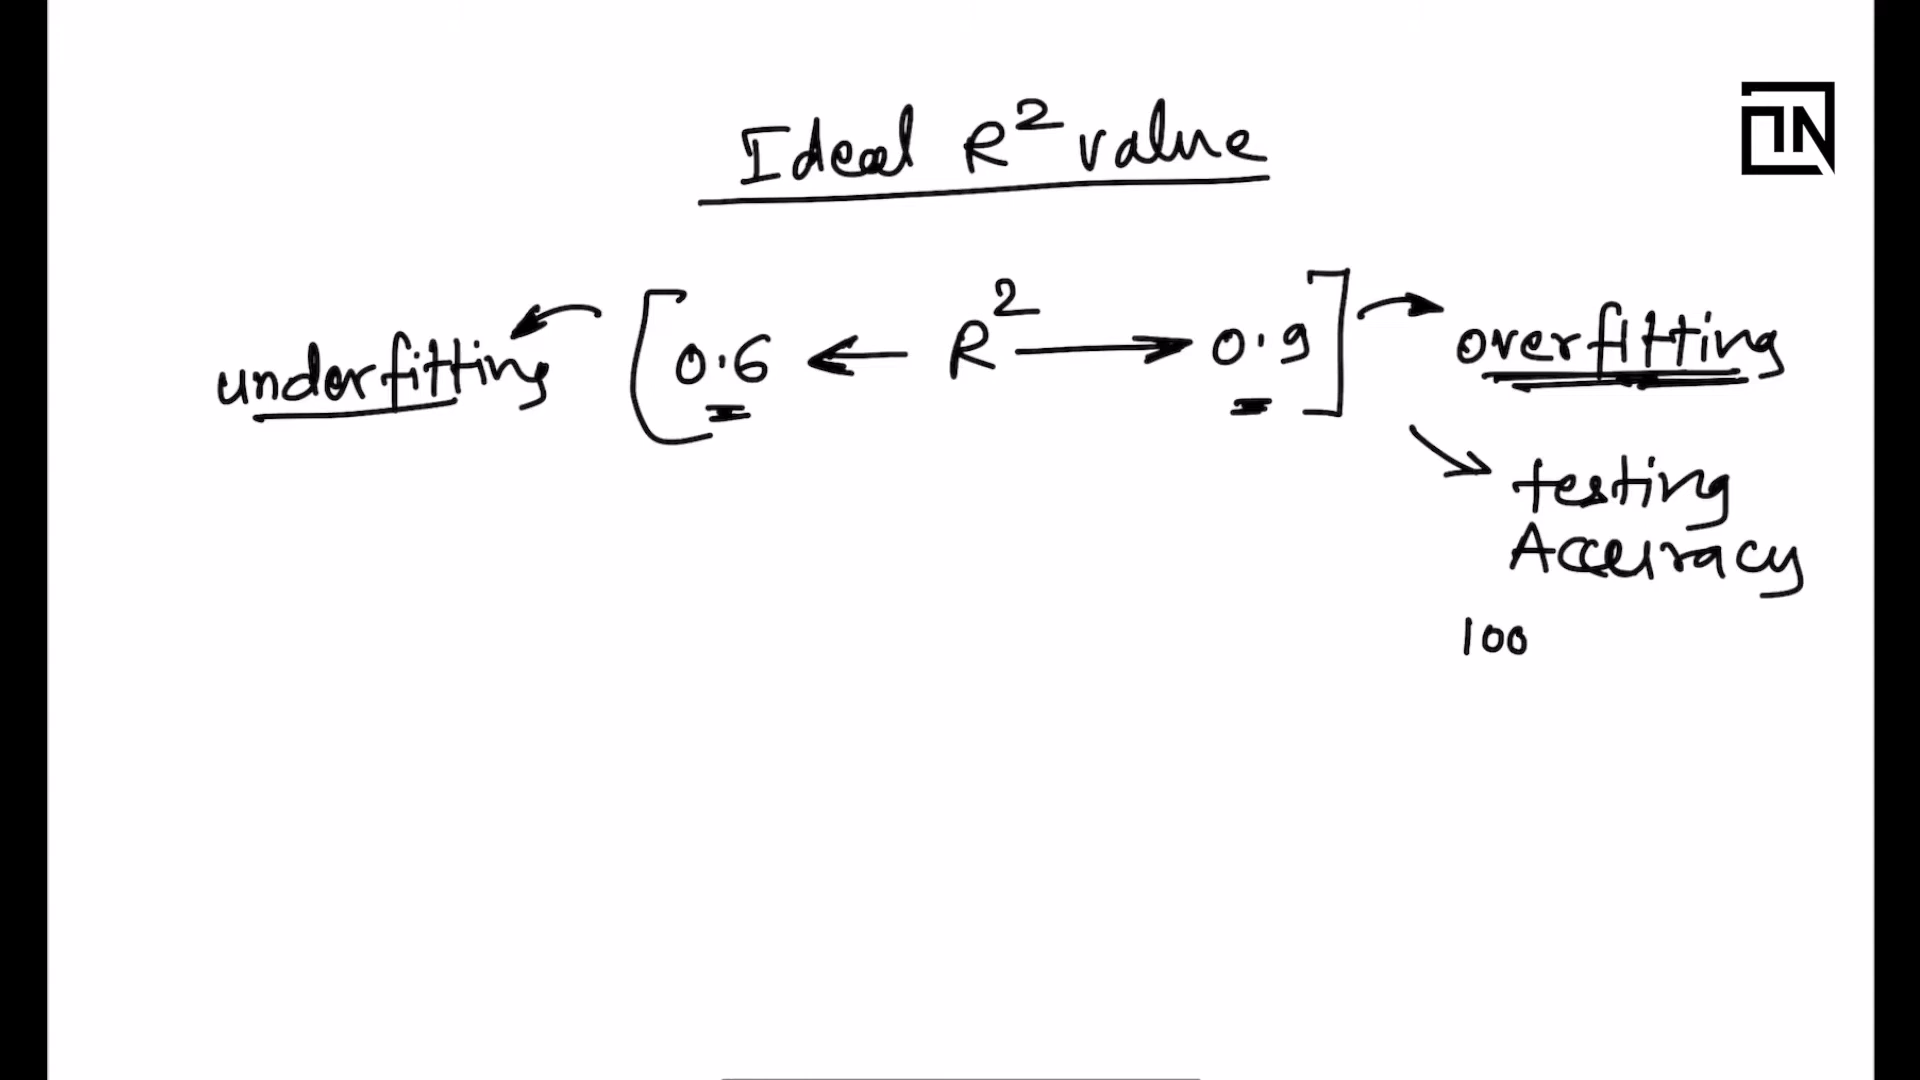 Ideal R² value
underfitting [0.6 ← R² → 0.9] overfitting
testing
Accuracy
100